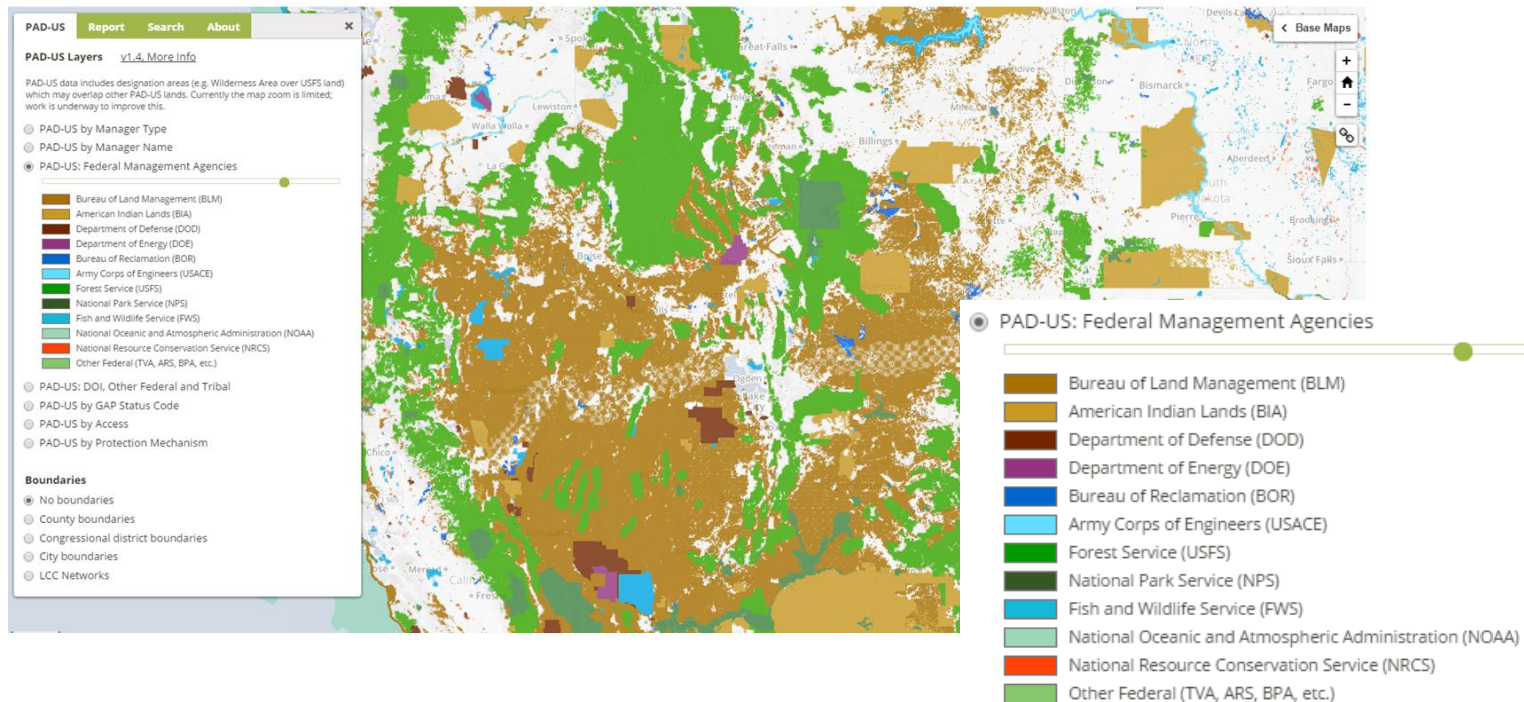 PAD-US Report Search About ×
PAD-US Layers v1.4, More Info
PAD-US data includes designation areas (e.g. Wilderness Area over USFS land)
which may overlap other PAD-US lands. Currently the map zoom is limited;
work is underway to improve this.
PAD-US by Manager Type
PAD-US by Manager Name
PAD-US: Federal Management Agencies
Bureau of Land Management (BLM)
American Indian Lands (BIA)
Department of Defense (DOD)
Department of Energy (DOE)
Bureau of Reclamation (BOR)
Army Corps of Engineers (USACE)
Forest Service (USFS)
National Park Service (NPS)
Fish and Wildlife Service (FWS)
National Oceanic and Atmospheric Administration (NOAA)
National Resource Conservation Service (NRCS)
Other Federal (TVA, ARS, BPA, etc.)
PAD-US: DOI, Other Federal and Tribal
PAD-US by GAP Status Code
PAD-US by Access
PAD-US by Protection Mechanism
Boundaries
No boundaries
County boundaries
Congressional district boundaries
City boundaries
LCC Networks
Base Maps
+
−
Great Falls
Devils La
Fargo
Bismarck
Lewiston
Walla Walla
Billings
Aberdeen
Pierre
Brookings
Sioux Falls
Boise
Ogden
Chico
Merced
PAD-US: Federal Management Agencies
Bureau of Land Management (BLM)
American Indian Lands (BIA)
Department of Defense (DOD)
Department of Energy (DOE)
Bureau of Reclamation (BOR)
Army Corps of Engineers (USACE)
Forest Service (USFS)
National Park Service (NPS)
Fish and Wildlife Service (FWS)
National Oceanic and Atmospheric Administration (NOAA)
National Resource Conservation Service (NRCS)
Other Federal (TVA, ARS, BPA, etc.)